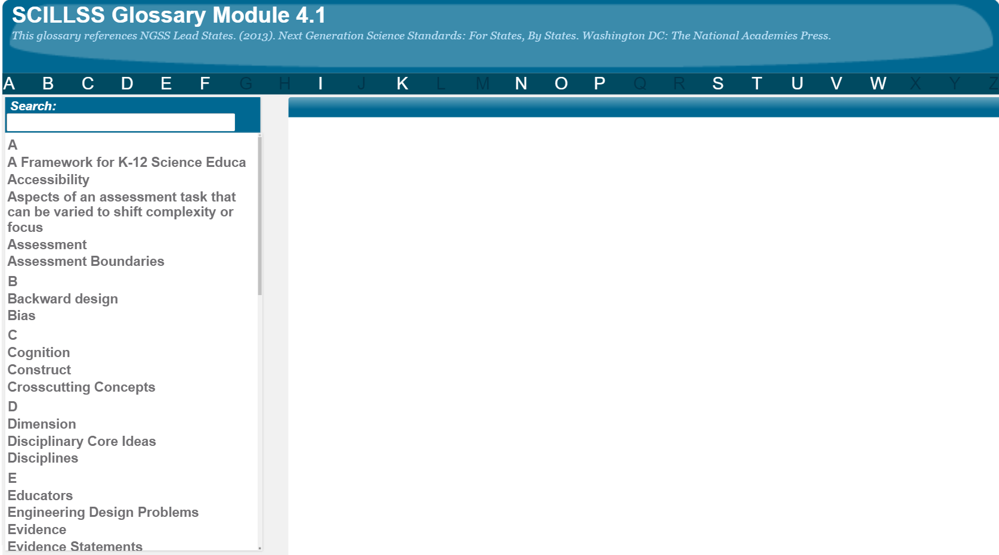 SCILLSS Glossary Module 4.1
This glossary references NGSS Lead States. (2013). Next Generation Science Standards: For States, By States. Washington DC: The National Academies Press.
A B C D E F G H I J K L M N O P Q R S T U V W X Y Z
Search:
A
A Framework for K-12 Science Educa
Accessibility
Aspects of an assessment task that
can be varied to shift complexity or
focus
Assessment
Assessment Boundaries
B
Backward design
Bias
C
Cognition
Construct
Crosscutting Concepts
D
Dimension
Disciplinary Core Ideas
Disciplines
E
Educators
Engineering Design Problems
Evidence
Evidence Statements